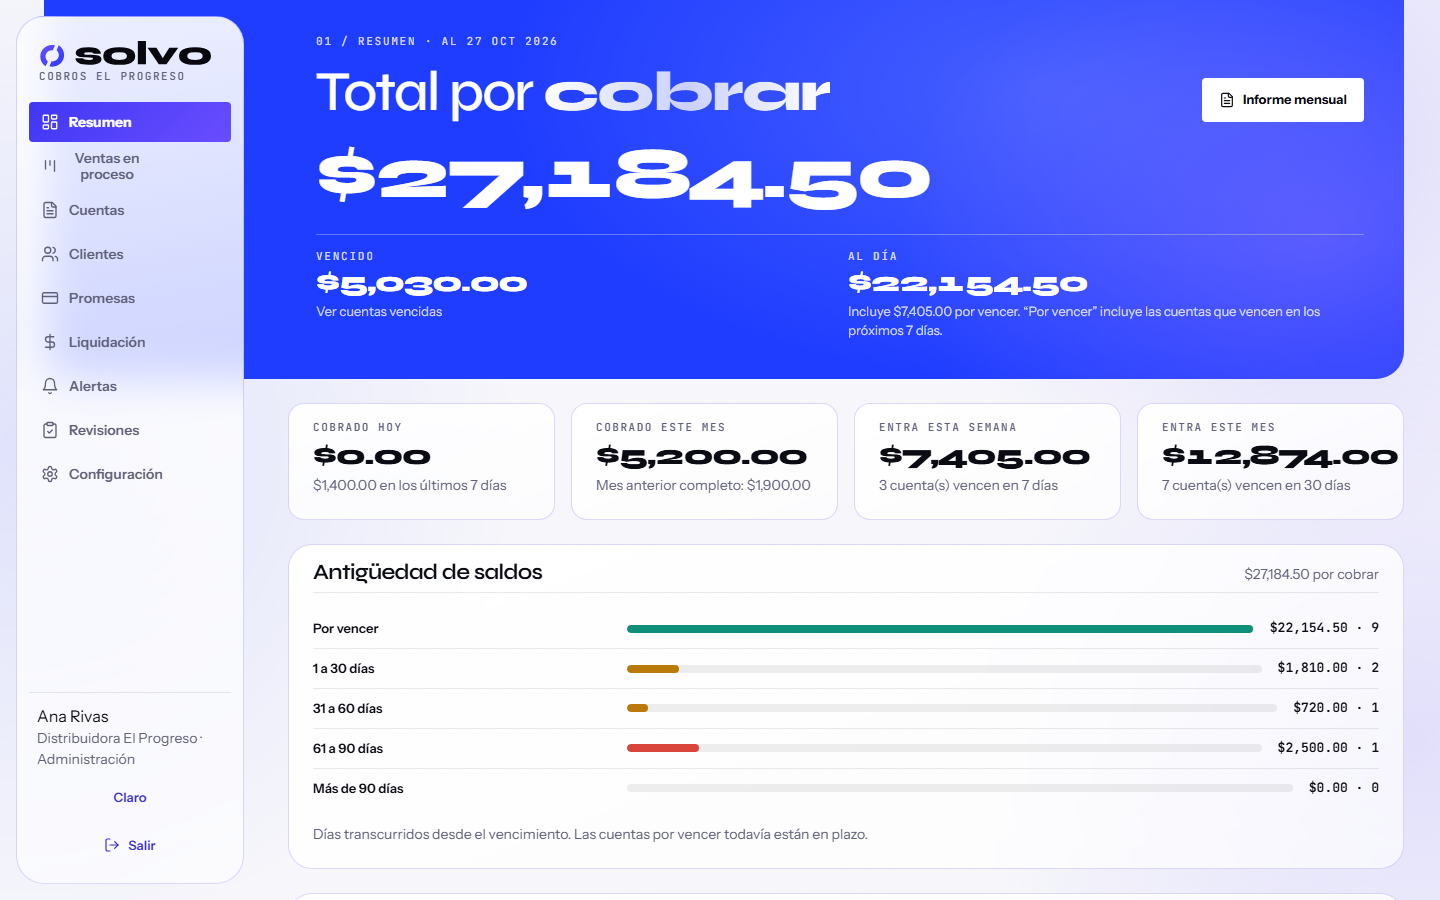 solvo
COBROS EL PROGRESO
Resumen
Ventas en
proceso
Cuentas
Clientes
Promesas
Liquidación
Alertas
Revisiones
Configuración
Ana Rivas
Distribuidora El Progreso ·
Administración
Claro
Salir
01 / RESUMEN · AL 27 OCT 2026
Total por cobrar
Informe mensual
$27,184.50
VENCIDO
$5,030.00
Ver cuentas vencidas
AL DÍA
$22,154.50
Incluye $7,405.00 por vencer. “Por vencer” incluye las cuentas que vencen en los
próximos 7 días.
COBRADO HOY
$0.00
$1,400.00 en los últimos 7 días
COBRADO ESTE MES
$5,200.00
Mes anterior completo: $1,900.00
ENTRA ESTA SEMANA
$7,405.00
3 cuenta(s) vencen en 7 días
ENTRA ESTE MES
$12,874.00
7 cuenta(s) vencen en 30 días
Antigüedad de saldos
$27,184.50 por cobrar
Por vencer $22,154.50 · 9
1 a 30 días $1,810.00 · 2
31 a 60 días $720.00 · 1
61 a 90 días $2,500.00 · 1
Más de 90 días $0.00 · 0
Días transcurridos desde el vencimiento. Las cuentas por vencer todavía están en plazo.